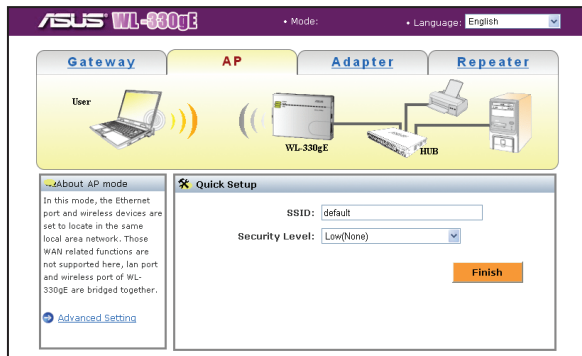 ASUS WL-330gE • Mode: • Language: English
Gateway AP Adapter Repeater
User
WL-330gE
HUB
About AP mode
In this mode, the Ethernet
port and wireless devices are
set to locate in the same
local area network. Those
WAN related functions are
not supported here, lan port
and wireless port of WL-
330gE are bridged together.
Advanced Setting
Quick Setup
SSID: default
Security Level: Low(None)
Finish